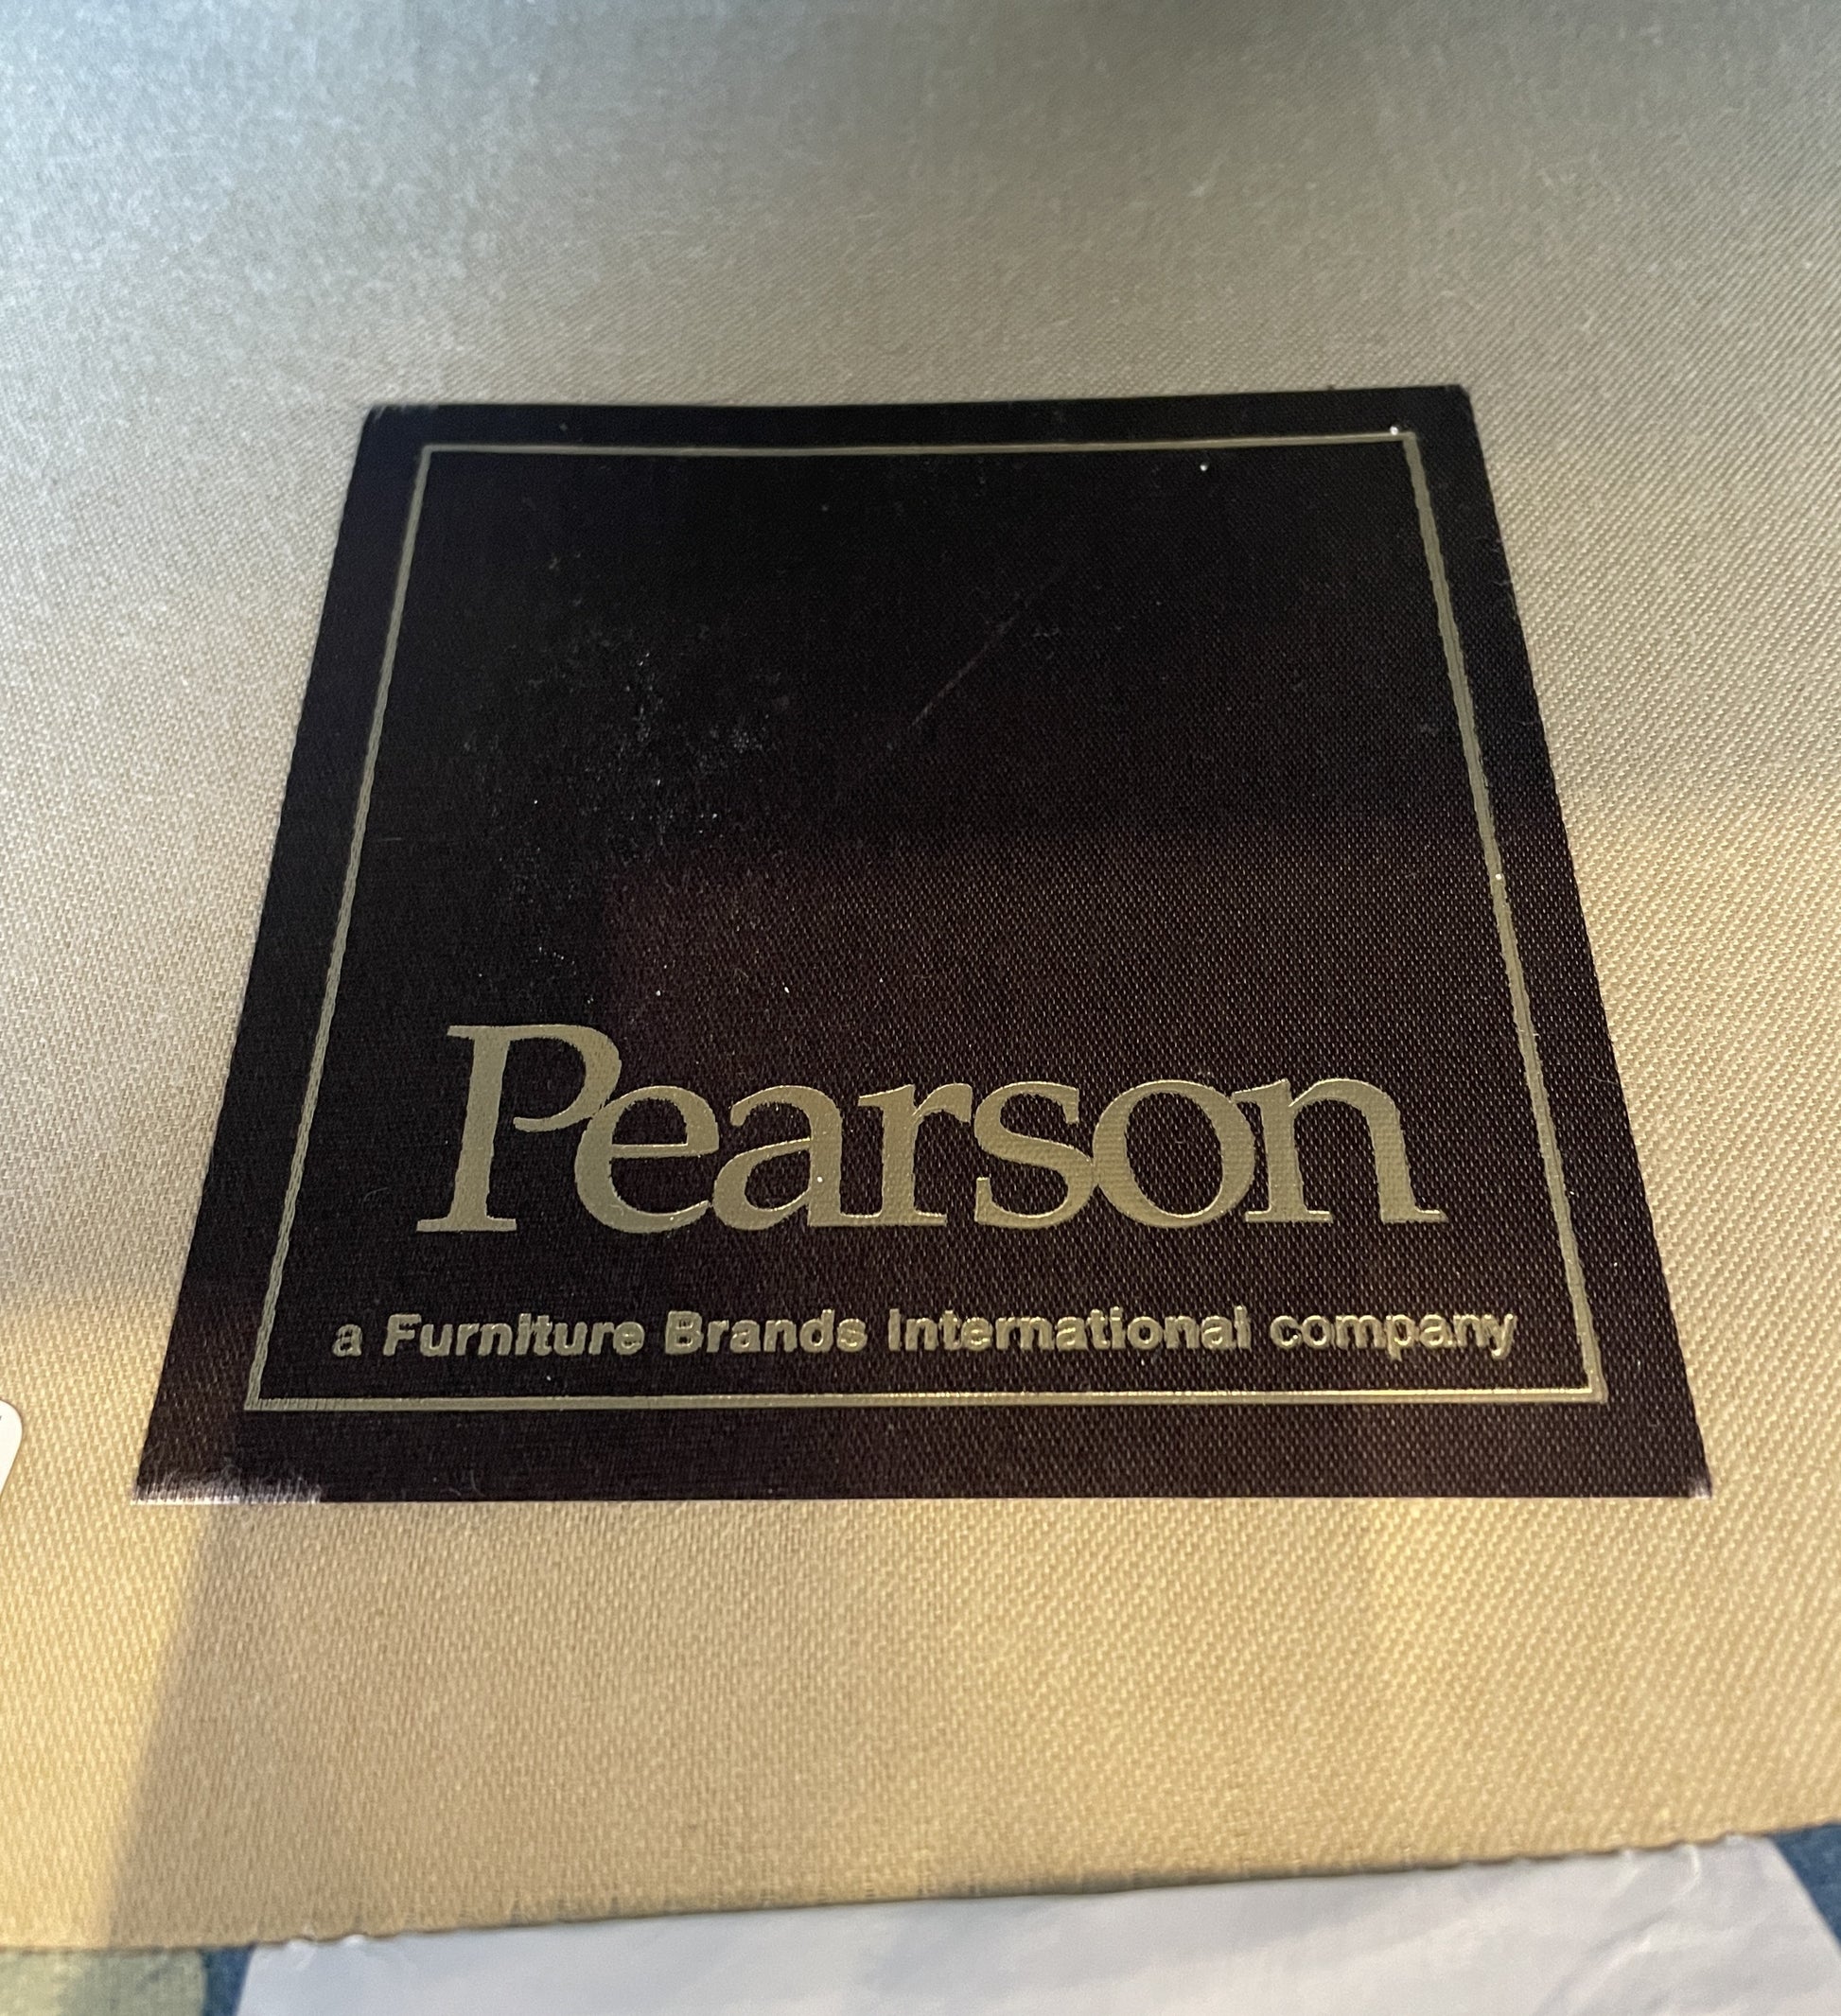 Pearson
a Furniture Brands International company